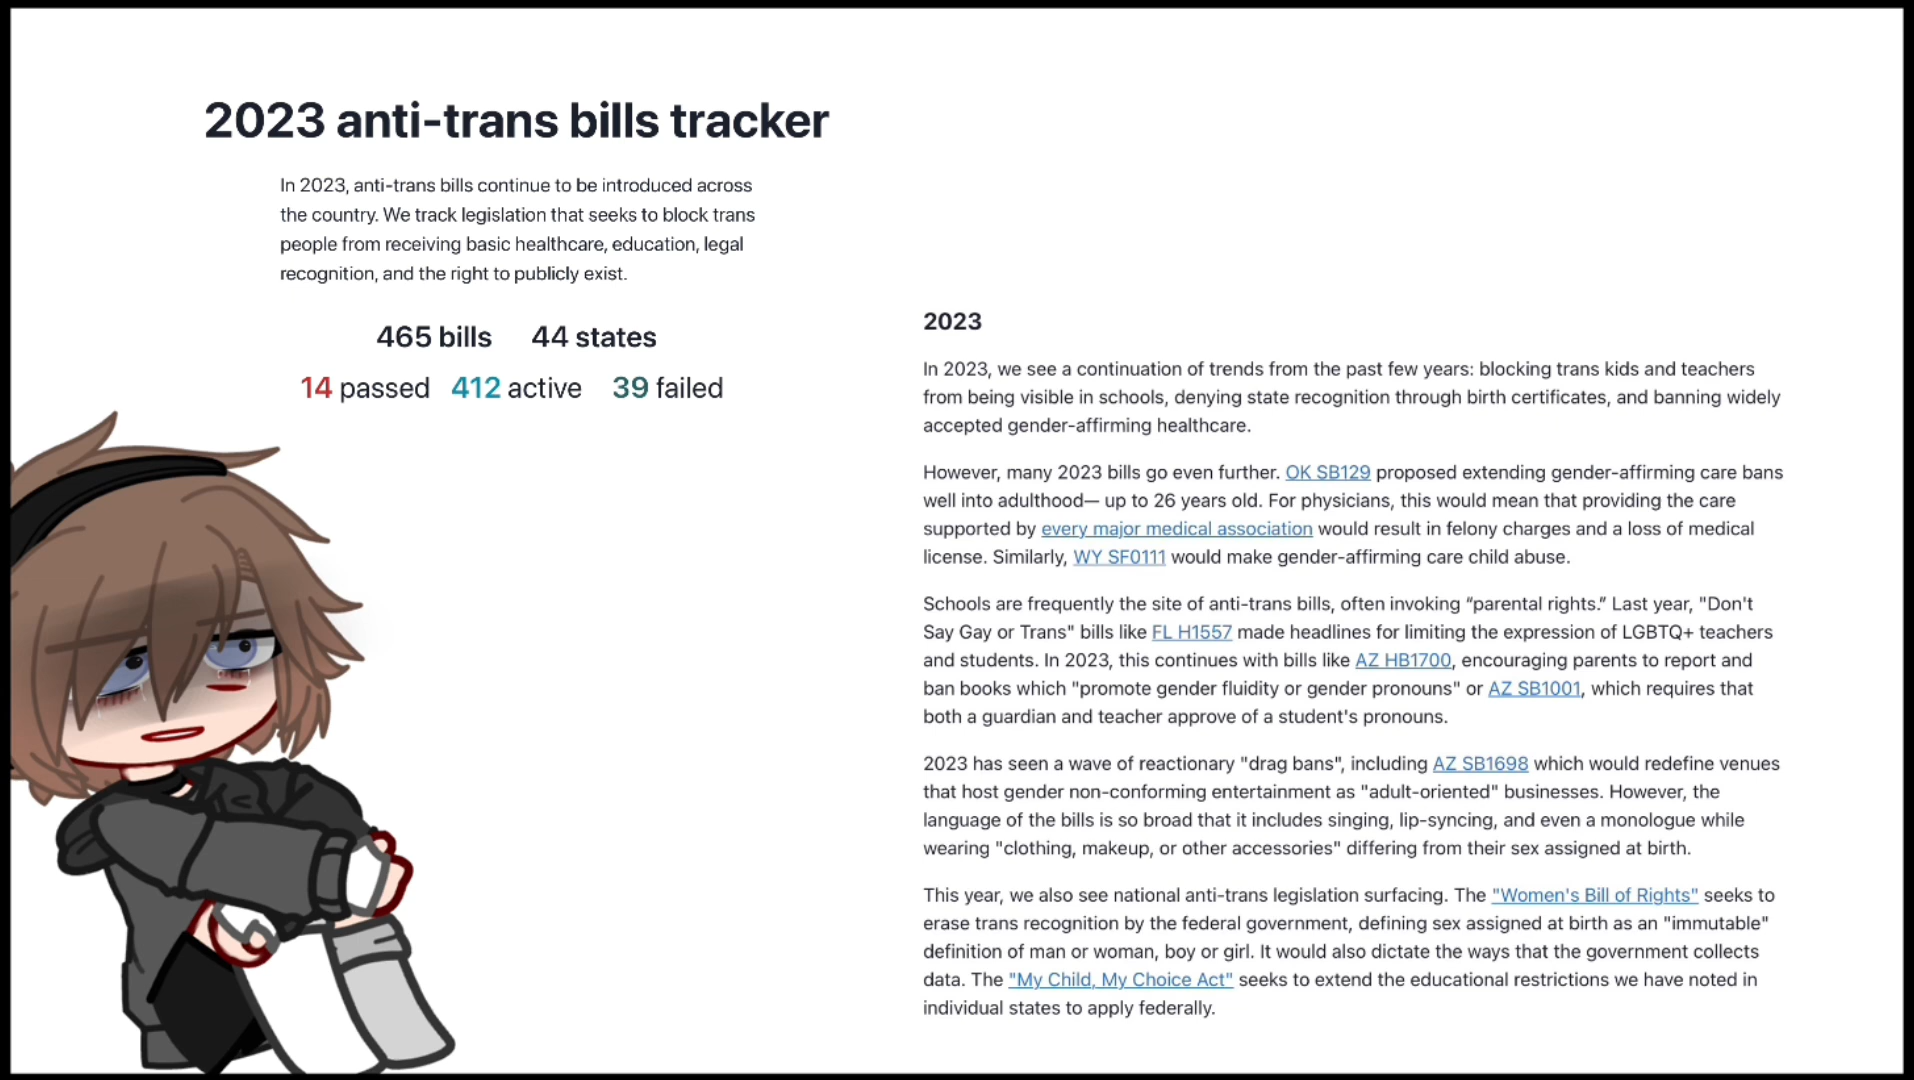 2023 anti-trans bills tracker
In 2023, anti-trans bills continue to be introduced across
the country. We track legislation that seeks to block trans
people from receiving basic healthcare, education, legal
recognition, and the right to publicly exist.
465 bills 44 states
14 passed 412 active 39 failed
2023
In 2023, we see a continuation of trends from the past few years: blocking trans kids and teachers
from being visible in schools, denying state recognition through birth certificates, and banning widely
accepted gender-affirming healthcare.
However, many 2023 bills go even further. OK SB129 proposed extending gender-affirming care bans
well into adulthood— up to 26 years old. For physicians, this would mean that providing the care
supported by every major medical association would result in felony charges and a loss of medical
license. Similarly, WY SF0111 would make gender-affirming care child abuse.
Schools are frequently the site of anti-trans bills, often invoking “parental rights.” Last year, "Don't
Say Gay or Trans" bills like FL H1557 made headlines for limiting the expression of LGBTQ+ teachers
and students. In 2023, this continues with bills like AZ HB1700, encouraging parents to report and
ban books which "promote gender fluidity or gender pronouns" or AZ SB1001, which requires that
both a guardian and teacher approve of a student's pronouns.
2023 has seen a wave of reactionary "drag bans", including AZ SB1698 which would redefine venues
that host gender non-conforming entertainment as "adult-oriented" businesses. However, the
language of the bills is so broad that it includes singing, lip-syncing, and even a monologue while
wearing "clothing, makeup, or other accessories" differing from their sex assigned at birth.
This year, we also see national anti-trans legislation surfacing. The "Women's Bill of Rights" seeks to
erase trans recognition by the federal government, defining sex assigned at birth as an "immutable"
definition of man or woman, boy or girl. It would also dictate the ways that the government collects
data. The "My Child, My Choice Act" seeks to extend the educational restrictions we have noted in
individual states to apply federally.